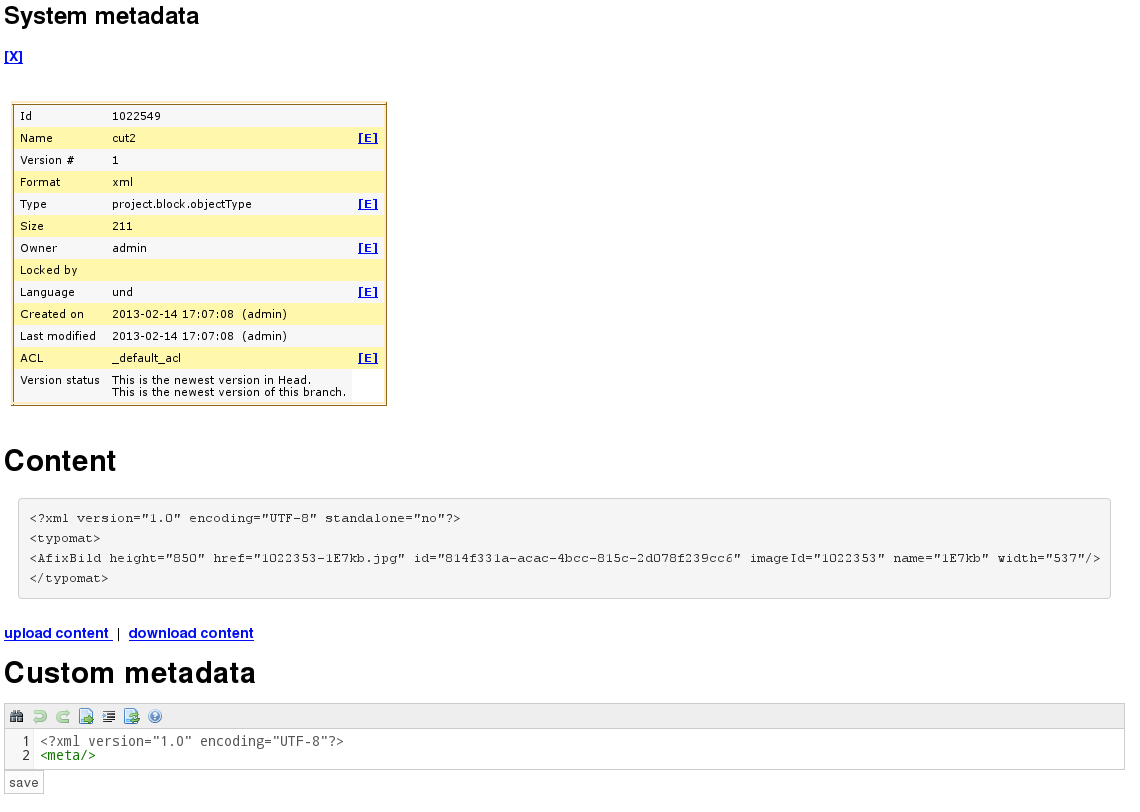 System metadata
[X]
Id 1022549
Name cut2 [E]
Version # 1
Format xml
Type project.block.objectType [E]
Size 211
Owner admin [E]
Locked by
Language und [E]
Created on 2013-02-14 17:07:08 (admin)
Last modified 2013-02-14 17:07:08 (admin)
ACL _default_acl [E]
Version status This is the newest version in Head.
This is the newest version of this branch.
Content
<?xml version="1.0" encoding="UTF-8" standalone="no"?>
<typomat>
<AfixBild height="850" href="1022353-1E7kb.jpg" id="814f331a-acac-4bcc-815c-2d078f239cc6" imageId="1022353" name="1E7kb" width="537"/>
</typomat>
upload content | download content
Custom metadata
1 <?xml version="1.0" encoding="UTF-8"?>
2 <meta/>
save